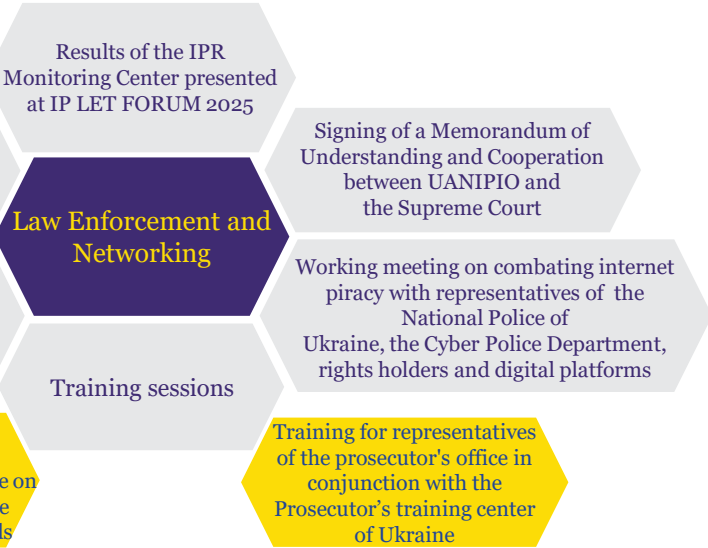 Results of the IPR
Monitoring Center presented
at IP LET FORUM 2025
Signing of a Memorandum of
Understanding and Cooperation
between UANIPIO and
the Supreme Court
Law Enforcement and
Networking
Working meeting on combating internet
piracy with representatives of the
National Police of
Ukraine, the Cyber Police Department,
rights holders and digital platforms
Training sessions
Training for representatives
of the prosecutor's office in
conjunction with the
Prosecutor’s training center
of Ukraine
on